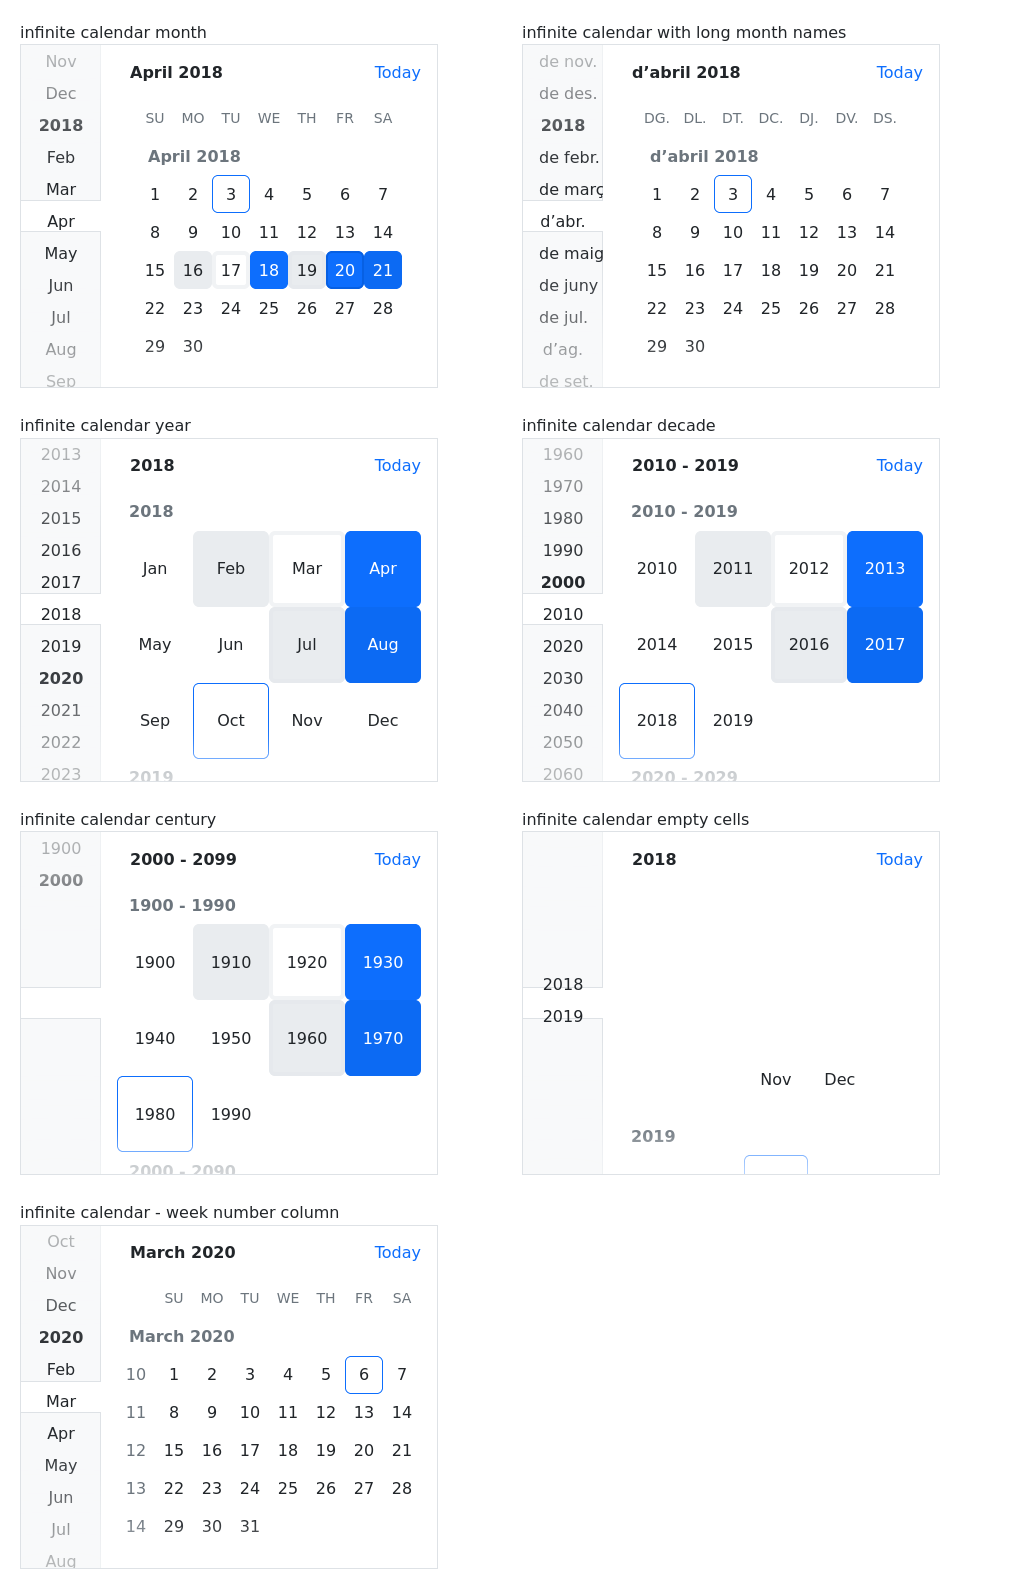 infinite calendar month
Nov
Dec
2018
Feb
Mar
Apr
May
Jun
Jul
Aug
Sep
April 2018 Today
SU MO TU WE TH FR SA
April 2018
1 2 3 4 5 6 7
8 9 10 11 12 13 14
15 16 17 18 19 20 21
22 23 24 25 26 27 28
29 30
infinite calendar with long month names
de nov.
de des.
2018
de febr.
de març
d’abr.
de maig
de juny
de jul.
d’ag.
de set.
d’abril 2018 Today
DG. DL. DT. DC. DJ. DV. DS.
d’abril 2018
1 2 3 4 5 6 7
8 9 10 11 12 13 14
15 16 17 18 19 20 21
22 23 24 25 26 27 28
29 30
infinite calendar year
2013
2014
2015
2016
2017
2018
2019
2020
2021
2022
2023
2018 Today
2018
Jan Feb Mar Apr
May Jun Jul Aug
Sep Oct Nov Dec
2019
infinite calendar decade
1960
1970
1980
1990
2000
2010
2020
2030
2040
2050
2060
2010 - 2019 Today
2010 - 2019
2010 2011 2012 2013
2014 2015 2016 2017
2018 2019
2020 - 2029
infinite calendar century
1900
2000
2000 - 2099 Today
1900 - 1990
1900 1910 1920 1930
1940 1950 1960 1970
1980 1990
2000 - 2090
infinite calendar empty cells
2018
2019
2018 Today
Nov Dec
2019
infinite calendar - week number column
Oct
Nov
Dec
2020
Feb
Mar
Apr
May
Jun
Jul
Aug
March 2020 Today
SU MO TU WE TH FR SA
March 2020
10 1 2 3 4 5 6 7
11 8 9 10 11 12 13 14
12 15 16 17 18 19 20 21
13 22 23 24 25 26 27 28
14 29 30 31